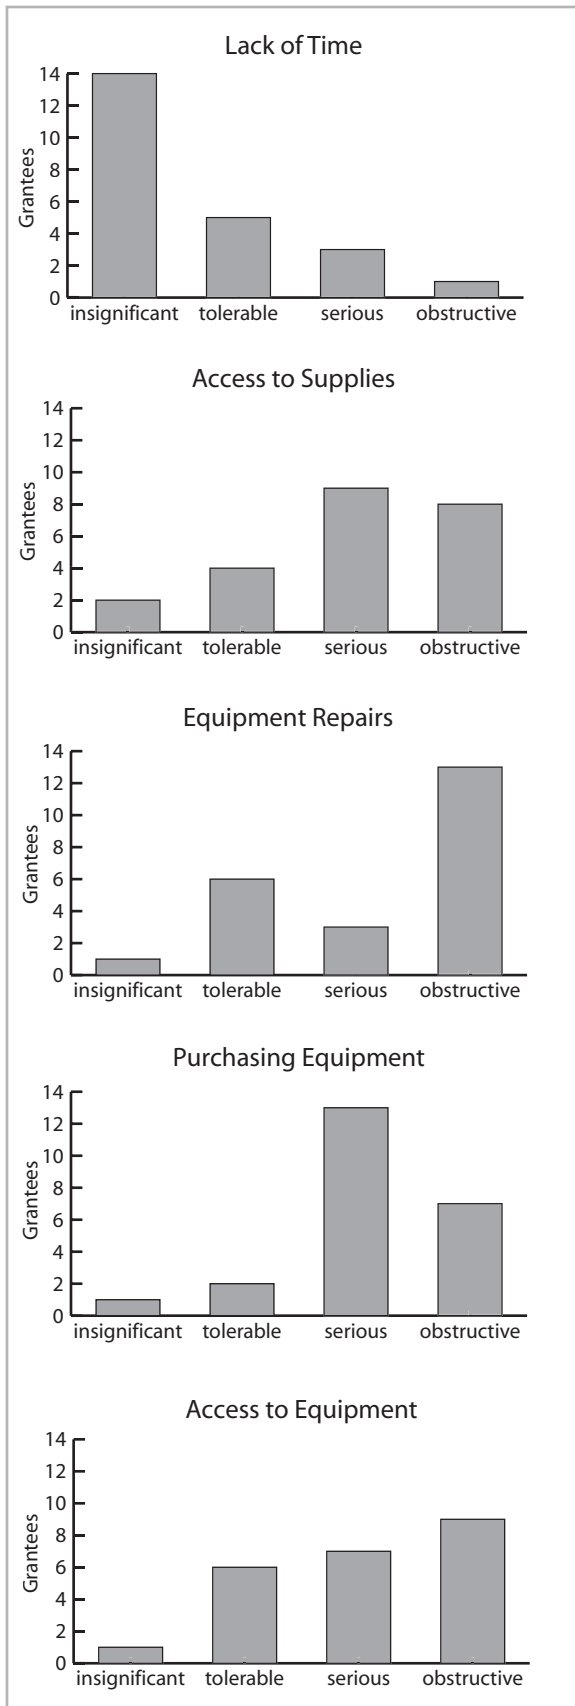 Lack of Time
Grantees
14
12
10
8
6
4
2
0
insignificant tolerable serious obstructive
Access to Supplies
Grantees
14
12
10
8
6
4
2
0
insignificant tolerable serious obstructive
Equipment Repairs
Grantees
14
12
10
8
6
4
2
0
insignificant tolerable serious obstructive
Purchasing Equipment
Grantees
14
12
10
8
6
4
2
0
insignificant tolerable serious obstructive
Access to Equipment
Grantees
14
12
10
8
6
4
2
0
insignificant tolerable serious obstructive